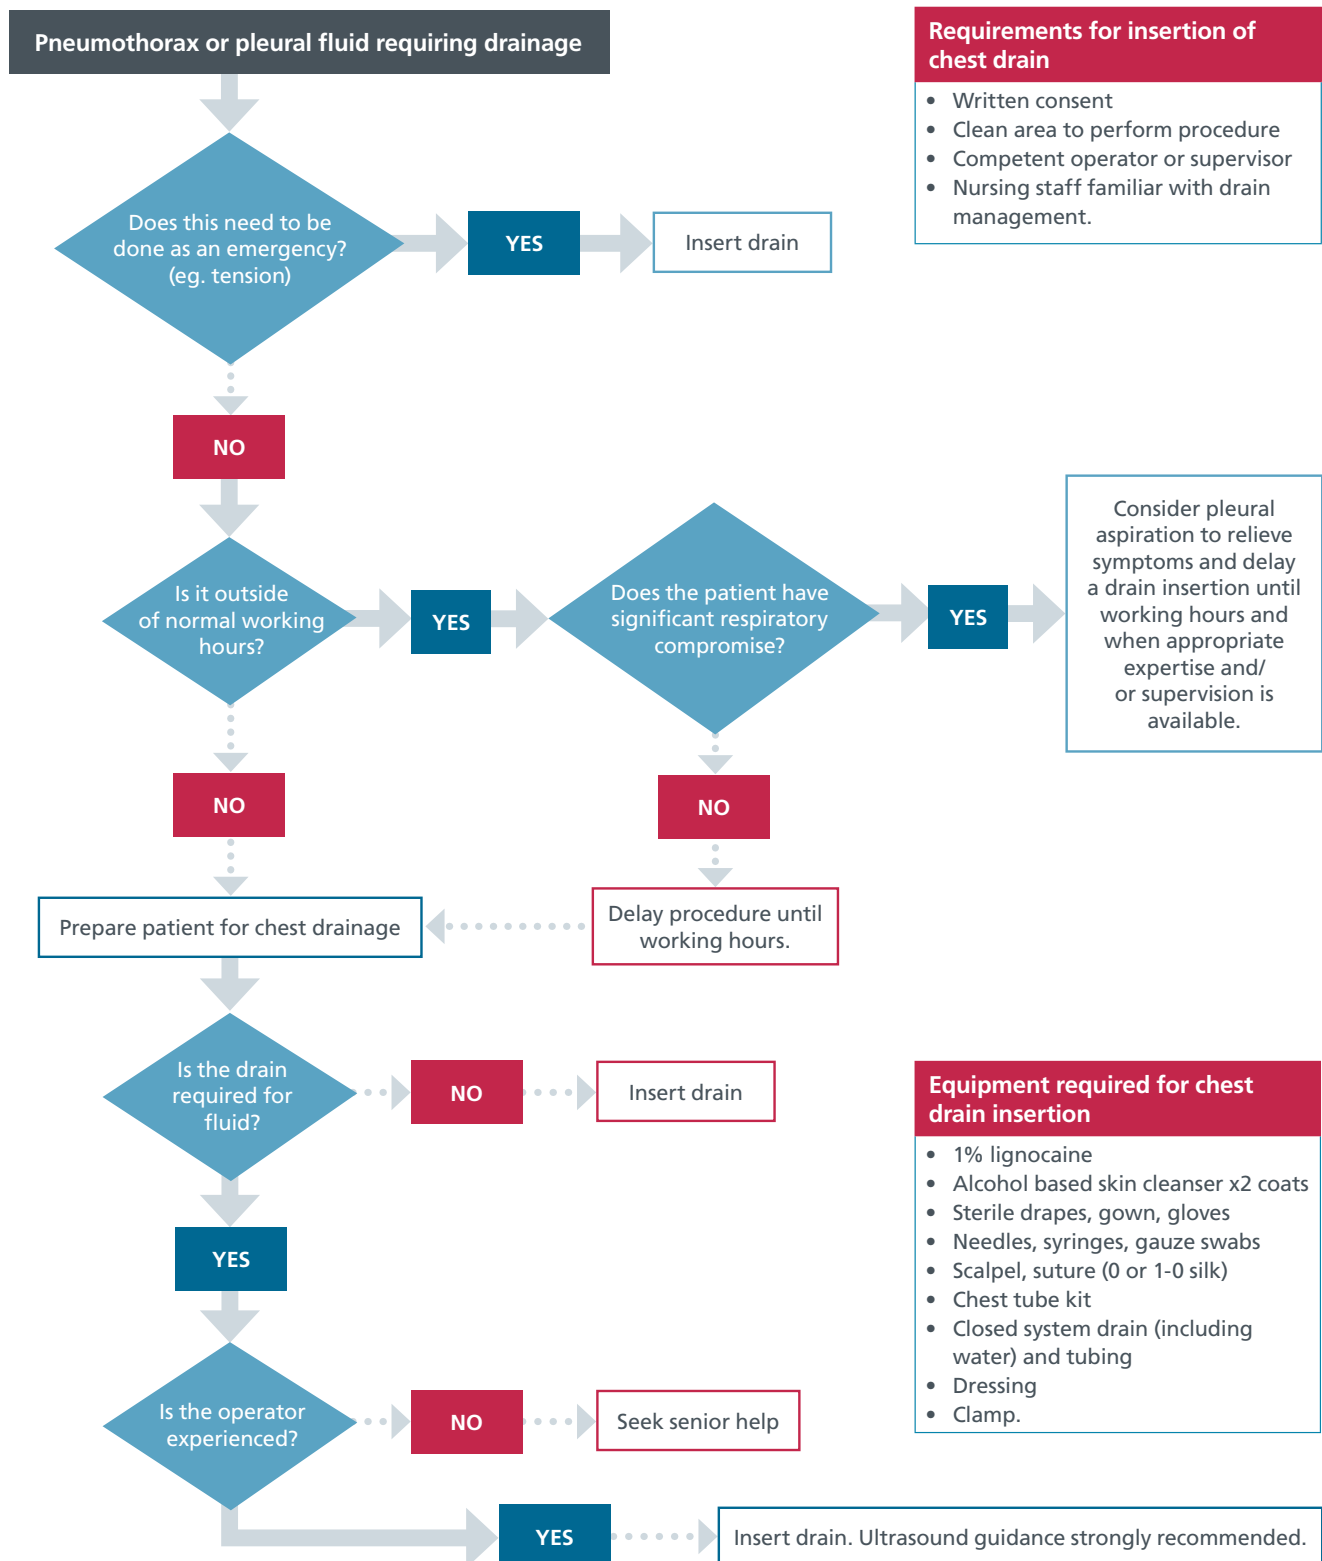 Pneumothorax or pleural fluid requiring drainage
Requirements for insertion of
chest drain
• Written consent
• Clean area to perform procedure
• Competent operator or supervisor
• Nursing staff familiar with drain
management.
Does this need to be
done as an emergency?
(eg. tension)
YES
Insert drain
NO
Is it outside
of normal working
hours?
YES
Does the patient have
significant respiratory
compromise?
YES
Consider pleural
aspiration to relieve
symptoms and delay
a drain insertion until
working hours and
when appropriate
expertise and/
or supervision is
available.
NO
NO
Prepare patient for chest drainage
Delay procedure until
working hours.
Is the drain
required for
fluid?
NO
Insert drain
YES
Is the operator
experienced?
NO
Seek senior help
YES
Insert drain. Ultrasound guidance strongly recommended.
Equipment required for chest
drain insertion
• 1% lignocaine
• Alcohol based skin cleanser x2 coats
• Sterile drapes, gown, gloves
• Needles, syringes, gauze swabs
• Scalpel, suture (0 or 1-0 silk)
• Chest tube kit
• Closed system drain (including
water) and tubing
• Dressing
• Clamp.